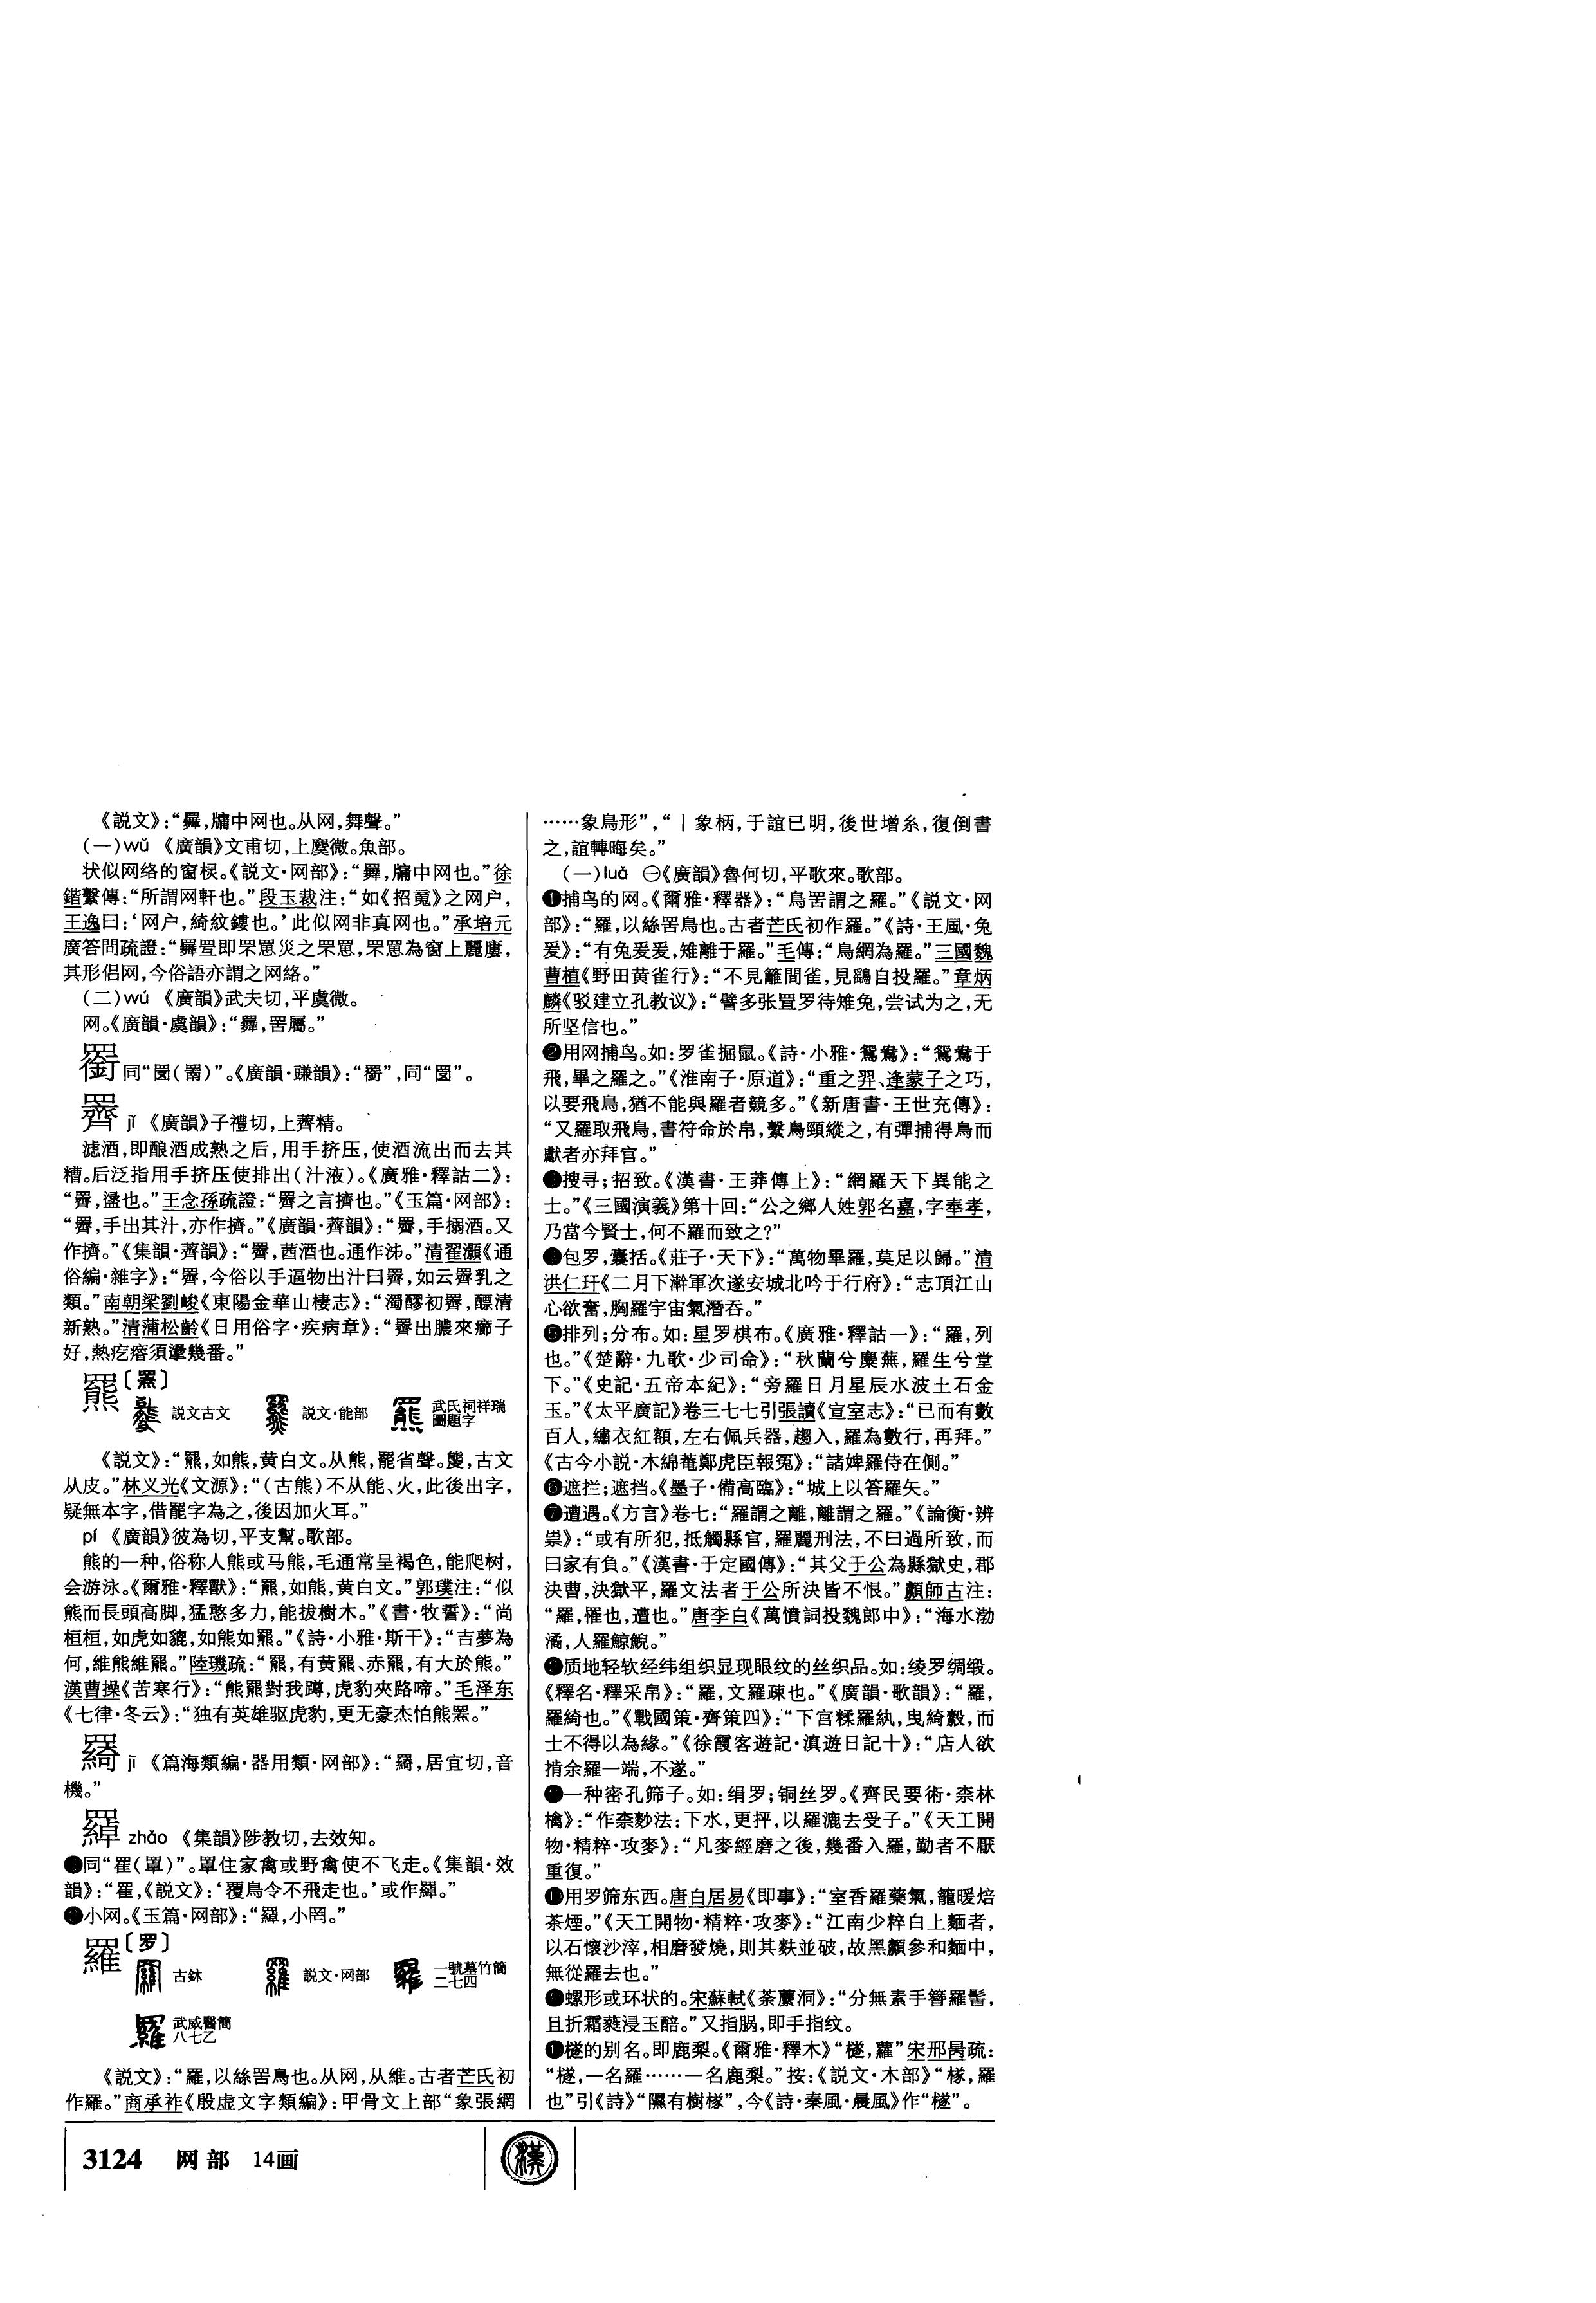 《説文》：“𦌬，牖中网也。从网，舞聲。”
（一）wǔ 《廣韻》文甫切，上麌微。魚部。
状似网络的窗棂。《説文·网部》：“𦌬，牖中网也。”徐
鍇繫傳：“所謂网軒也。”段玉裁注：“如《招䰟》之网户，
王逸曰：‘网户，綺紋鏤也。’此似网非真网也。”承培元
廣答問疏證：“𦌬罣即罘罳災之罘罳，罘罳為窗上麗廔，
其形侣网，今俗語亦謂之网络。”
（二）wú 《廣韻》武夫切，平虞微。
网。《廣韻·虞韻》：“𦌬，罟屬。”
同“㘝（罱）”。《廣韻·豏韻》：“”，同“㘝”。
jǐ 《廣韻》子禮切，上薺精。
滤酒，即酿酒成熟之后，用手挤压，使酒流出而去其
糟。后泛指用手挤压使排出（汁液）。《廣雅·釋詁二》：
“䍤，盪也。”王念孫疏證：“䍤之言擠也。”《玉篇·网部》：
“䍤，手出其汁，亦作擠。”《廣韻·薺韻》：“䍤，手搦酒。又
作擠。”《集韻·薺韻》：“䍤，莤酒也。通作泲。”清翟灝《通
俗編·雜字》：“䍤，今俗以手逼物出汁曰䍤，如云䍤乳之
類。”南朝梁劉峻《東陽金華山棲志》：“濁醪初䍤，醥清
新熟。”清蒲松齡《日用俗字·疾病章》：“䍤出膿來癤子
好，熱疙瘩須幾番。”
羆〔罴〕
説文古文 説文·能部 武氏祠祥瑞圖題字
《説文》：“羆，如熊，黄白文。从熊，罷省聲。，古文
从皮。”林义光《文源》：“（古熊）不从能、火，此後出字，
疑無本字，借罷字為之，後因加火耳。”
pí 《廣韻》彼為切，平支幫。歌部。
熊的一种，俗称人熊或马熊，毛通常呈褐色，能爬树，
会游泳。《爾雅·釋獸》：“羆，如熊，黄白文。”郭璞注：“似
熊而長頭高脚，猛憨多力，能拔樹木。”《書·牧誓》：“尚
桓桓，如虎如貔，如熊如羆。”《詩·小雅·斯干》：“吉夢為
何，維熊維羆。”陸璣疏：“羆，有黄羆、赤羆，有大於熊。”
漢曹操《苦寒行》：“熊羆對我蹲，虎豹夾路啼。”毛泽东
《七律·冬云》：“独有英雄驱虎豹，更无豪杰怕熊罴。”
jī 《篇海類編·器用類·网部》：“，居宜切，音
機。”
zhǎo 《集韻》陟教切，去效知。
同“䍜（罩）”。罩住家禽或野禽使不飞走。《集韻·效
韻》：“䍜，《説文》：‘覆鳥令不飛走也。’或作。”
小网。《玉篇·网部》：“，小罔。”
羅〔罗〕
古鉥 説文·网部 一號墓竹簡二七四
武威醫簡八七乙
《説文》：“羅，以絲罟鳥也。从网，从維。古者芒氏初
作羅。”商承祚《殷虚文字類編》：甲骨文上部“象張網
……象鳥形”，“丨象柄，于誼已明，後世增糸，復倒書
之，誼轉晦矣。”
（一）luǎ ㊀《廣韻》魯何切，平歌來。歌部。
❶捕鸟的网。《爾雅·釋器》：“鳥罟謂之羅。”《説文·网
部》：“羅，以絲罟鳥也。古者芒氏初作羅。”《詩·王風·兔
爰》：“有兔爰爰，雉離于羅。”毛傳：“鳥網為羅。”三國魏
曹植《野田黄雀行》：“不見籬間雀，見鷂自投羅。”章炳
麟《驳建立孔教议》：“譬多张罝罗待雉兔，尝试为之，无
所坚信也。”
❷用网捕鸟。如：罗雀掘鼠。《詩·小雅·鴛鴦》：“鴛鴦于
飛，畢之羅之。”《淮南子·原道》：“重之羿、逢蒙子之巧，
以要飛鳥，猶不能與羅者競多。”《新唐書·王世充傳》：
“又羅取飛鳥，書符命於帛，繫鳥頸縱之，有彈捕得鳥而
獻者亦拜官。”
搜寻；招致。《漢書·王莽傳上》：“網羅天下異能之
士。”《三國演義》第十回：“公之鄉人姓郭名嘉，字奉孝，
乃當今賢士，何不羅而致之？”
包罗，囊括。《莊子·天下》：“萬物畢羅，莫足以歸。”清
洪仁玕《二月下澣軍次遂安城北吟于行府》：“志頂江山
心欲奮，胸羅宇宙氣潛吞。”
❺排列；分布。如：星罗棋布。《廣雅·釋詁一》：“羅，列
也。”《楚辭·九歌·少司命》：“秋蘭兮麋蕪，羅生兮堂
下。”《史記·五帝本紀》：“旁羅日月星辰水波土石金
玉。”《太平廣記》卷三七七引張讀《宣室志》：“已而有數
百人，繡衣紅額，左右佩兵器，趨入，羅為數行，再拜。”
《古今小説·木綿菴鄭虎臣報冤》：“諸婢羅侍在側。”
❻遮拦；遮挡。《墨子·備高臨》：“城上以答羅矢。”
❼遭遇。《方言》卷七：“羅謂之離，離謂之羅。”《論衡·辨
祟》：“或有所犯，抵觸縣官，羅麗刑法，不曰過所致，而
曰家有負。”《漢書·于定國傳》：“其父于公為縣獄史，郡
決曹，決獄平，羅文法者于公所決皆不恨。”顏師古注：
“羅，罹也，遭也。”唐李白《萬憤詞投魏郎中》：“海水渤
潏，人羅鯨鯢。”
质地轻软经纬组织显现眼纹的丝织品。如：绫罗绸缎。
《釋名·釋采帛》：“羅，文羅疎也。”《廣韻·歌韻》：“羅，
羅綺也。”《戰國策·齊策四》：“下宫糅羅紈，曳綺縠，而
士不得以為緣。”《徐霞客遊記·滇遊日記十》：“店人欲
掯余羅一端，不遂。”
一种密孔筛子。如：绢罗；铜丝罗。《齊民要術·柰林
檎》：“作柰麨法：下水，更抨，以羅漉去受子。”《天工開
物·精粹·攻麥》：“凡麥經磨之後，幾番入羅，勤者不厭
重復。”
用罗筛东西。唐白居易《即事》：“室香羅藥氣，籠暖焙
茶煙。”《天工開物·精粹·攻麥》：“江南少粹白上麵者，
以石懷沙滓，相磨發燒，則其麩並破，故黑纇參和麵中，
無從羅去也。”
螺形或环状的。宋蘇軾《荼蘼洞》：“分無素手簪羅髻，
且折霜蕤浸玉醅。”又指脶，即手指纹。
檖的别名。即鹿梨。《爾雅·釋木》“檖，蘿”宋邢昺疏：
“檖，一名羅……一名鹿梨。”按：《説文·木部》“㯌，羅
也”引《詩》“隰有樹㯌”，今《詩·秦風·晨風》作“檖”。
3124 网部 14画
漢